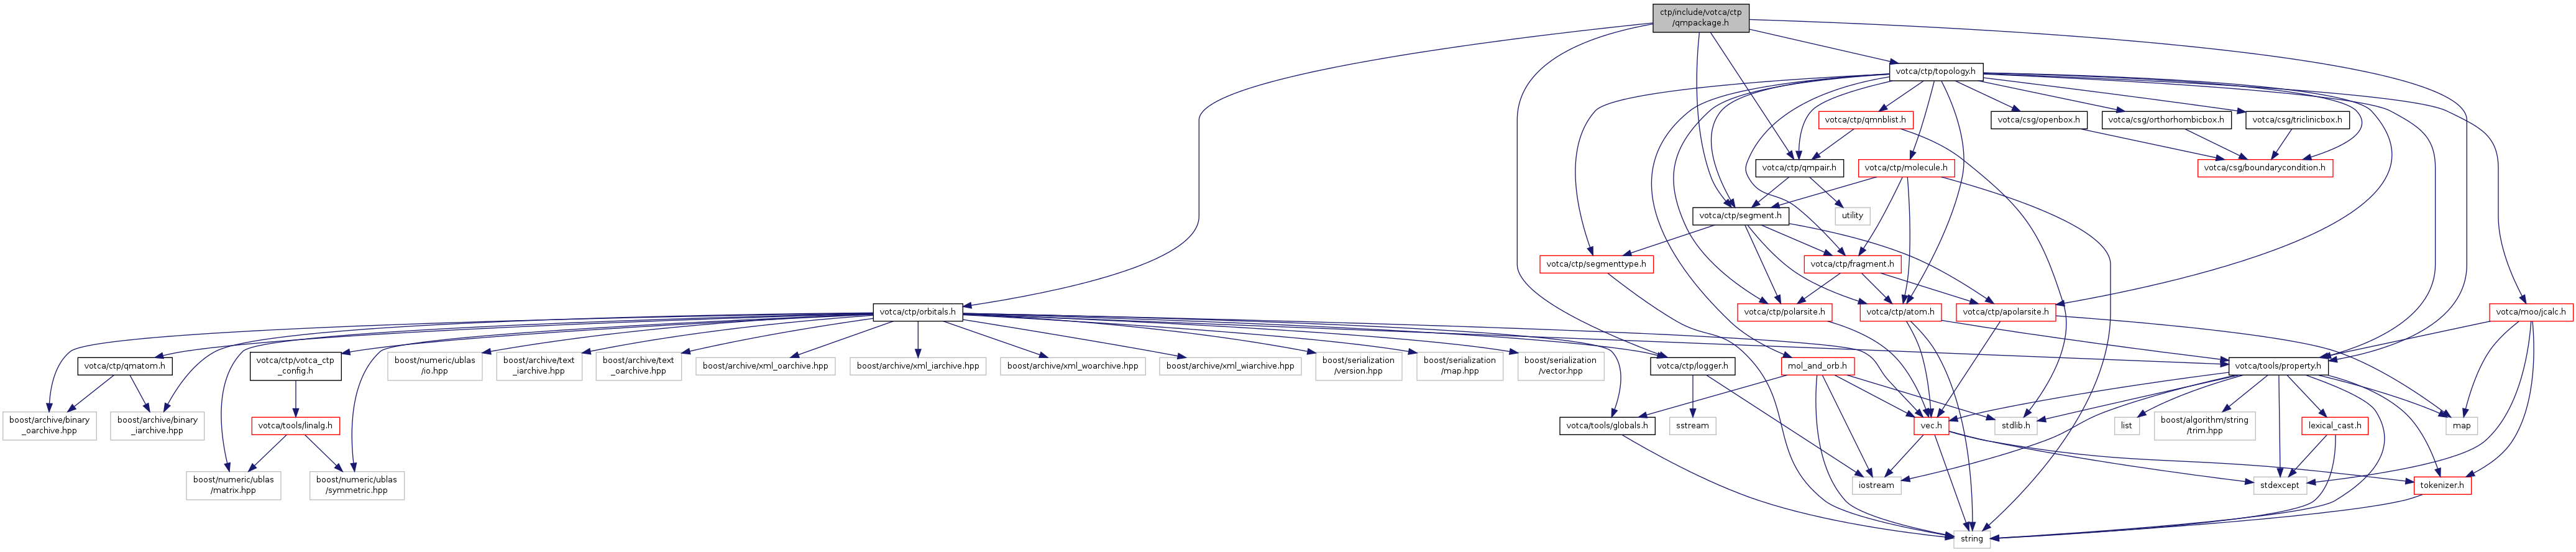 ctp/include/votca/ctp
/qmpackage.h
votca/ctp/topology.h
votca/ctp/qmnblist.h
votca/csg/openbox.h
votca/csg/orthorhombicbox.h
votca/csg/triclinicbox.h
votca/ctp/qmpair.h
votca/ctp/molecule.h
votca/csg/boundarycondition.h
votca/ctp/segment.h
utility
votca/ctp/segmenttype.h
votca/ctp/fragment.h
votca/ctp/orbitals.h
votca/ctp/polarsite.h
votca/ctp/atom.h
votca/ctp/apolarsite.h
votca/moo/jcalc.h
votca/ctp/qmatom.h
votca/ctp/votca_ctp
_config.h
boost/numeric/ublas
/io.hpp
boost/archive/text
_iarchive.hpp
boost/archive/text
_oarchive.hpp
boost/archive/xml_oarchive.hpp
boost/archive/xml_iarchive.hpp
boost/archive/xml_woarchive.hpp
boost/archive/xml_wiarchive.hpp
boost/serialization
/version.hpp
boost/serialization
/map.hpp
boost/serialization
/vector.hpp
votca/ctp/logger.h
mol_and_orb.h
votca/tools/property.h
boost/archive/binary
_oarchive.hpp
boost/archive/binary
_iarchive.hpp
votca/tools/linalg.h
votca/tools/globals.h
sstream
vec.h
stdlib.h
list
boost/algorithm/string
/trim.hpp
lexical_cast.h
map
boost/numeric/ublas
/matrix.hpp
boost/numeric/ublas
/symmetric.hpp
iostream
stdexcept
tokenizer.h
string